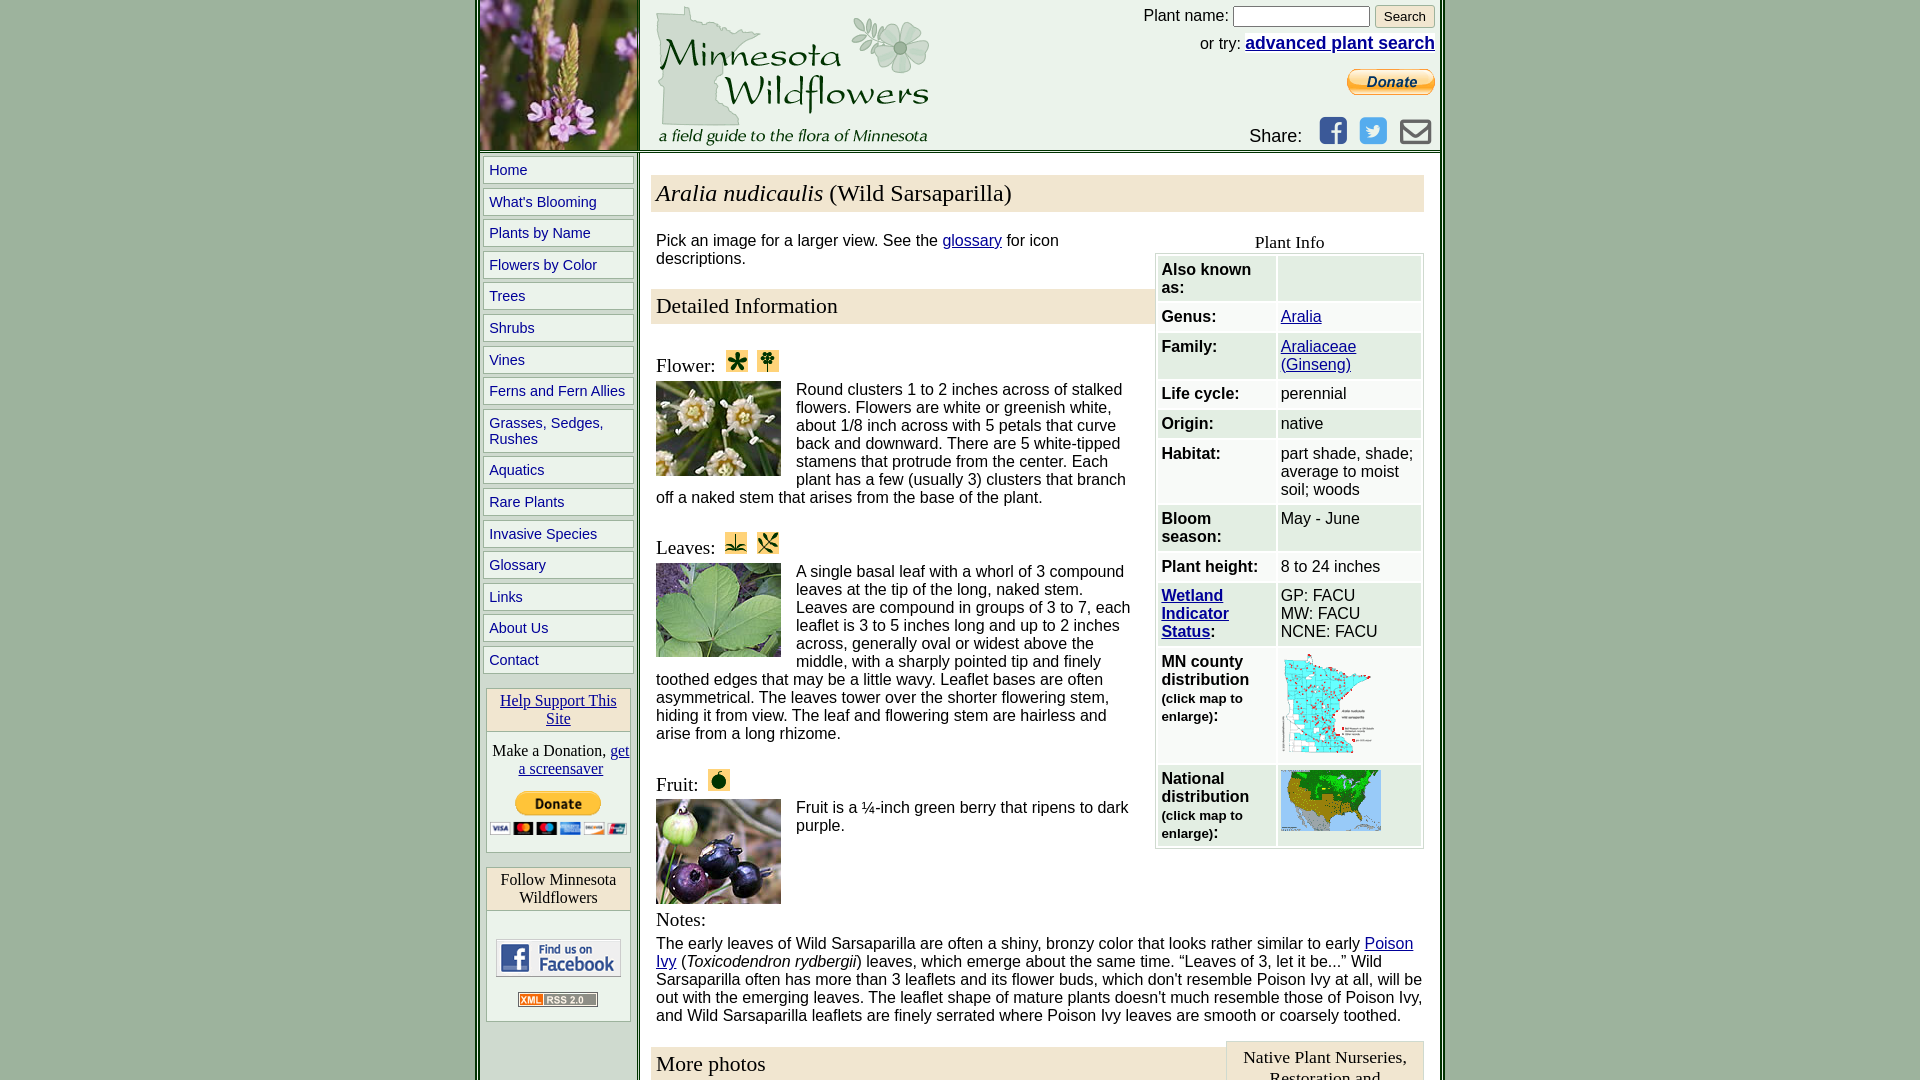 Minnesota
Wildflowers
a field guide to the flora of Minnesota
Plant name:
Search
or try: advanced plant search
Donate
Share:
Home
What's Blooming
Plants by Name
Flowers by Color
Trees
Shrubs
Vines
Ferns and Fern Allies
Grasses, Sedges,
Rushes
Aquatics
Rare Plants
Invasive Species
Glossary
Links
About Us
Contact
Help Support This
Site
Make a Donation, get
a screensaver
Donate
VISA
DISCOVER
Follow Minnesota
Wildflowers
Find us on
Facebook
XML RSS 2.0
Aralia nudicaulis (Wild Sarsaparilla)
Pick an image for a larger view. See the glossary for icon
descriptions.
Detailed Information
Flower:
Round clusters 1 to 2 inches across of stalked
flowers. Flowers are white or greenish white,
about 1/8 inch across with 5 petals that curve
back and downward. There are 5 white-tipped
stamens that protrude from the center. Each
plant has a few (usually 3) clusters that branch
off a naked stem that arises from the base of the plant.
Leaves:
A single basal leaf with a whorl of 3 compound
leaves at the tip of the long, naked stem.
Leaves are compound in groups of 3 to 7, each
leaflet is 3 to 5 inches long and up to 2 inches
across, generally oval or widest above the
middle, with a sharply pointed tip and finely
toothed edges that may be a little wavy. Leaflet bases are often
asymmetrical. The leaves tower over the shorter flowering stem,
hiding it from view. The leaf and flowering stem are hairless and
arise from a long rhizome.
Fruit:
Fruit is a ¼-inch green berry that ripens to dark
purple.
Plant Info
Also known
as:
Genus: Aralia
Family: Araliaceae
(Ginseng)
Life cycle: perennial
Origin: native
Habitat: part shade, shade;
average to moist
soil; woods
Bloom
season: May - June
Plant height: 8 to 24 inches
Wetland
Indicator
Status:
GP: FACU
MW: FACU
NCNE: FACU
MN county
distribution
(click map to
enlarge):
National
distribution
(click map to
enlarge):
Notes:
The early leaves of Wild Sarsaparilla are often a shiny, bronzy color that looks rather similar to early Poison
Ivy (Toxicodendron rydbergii) leaves, which emerge about the same time. “Leaves of 3, let it be...” Wild
Sarsaparilla often has more than 3 leaflets and its flower buds, which don't resemble Poison Ivy at all, will be
out with the emerging leaves. The leaflet shape of mature plants doesn't much resemble those of Poison Ivy,
and Wild Sarsaparilla leaflets are finely serrated where Poison Ivy leaves are smooth or coarsely toothed.
More photos
Native Plant Nurseries,
Restoration and